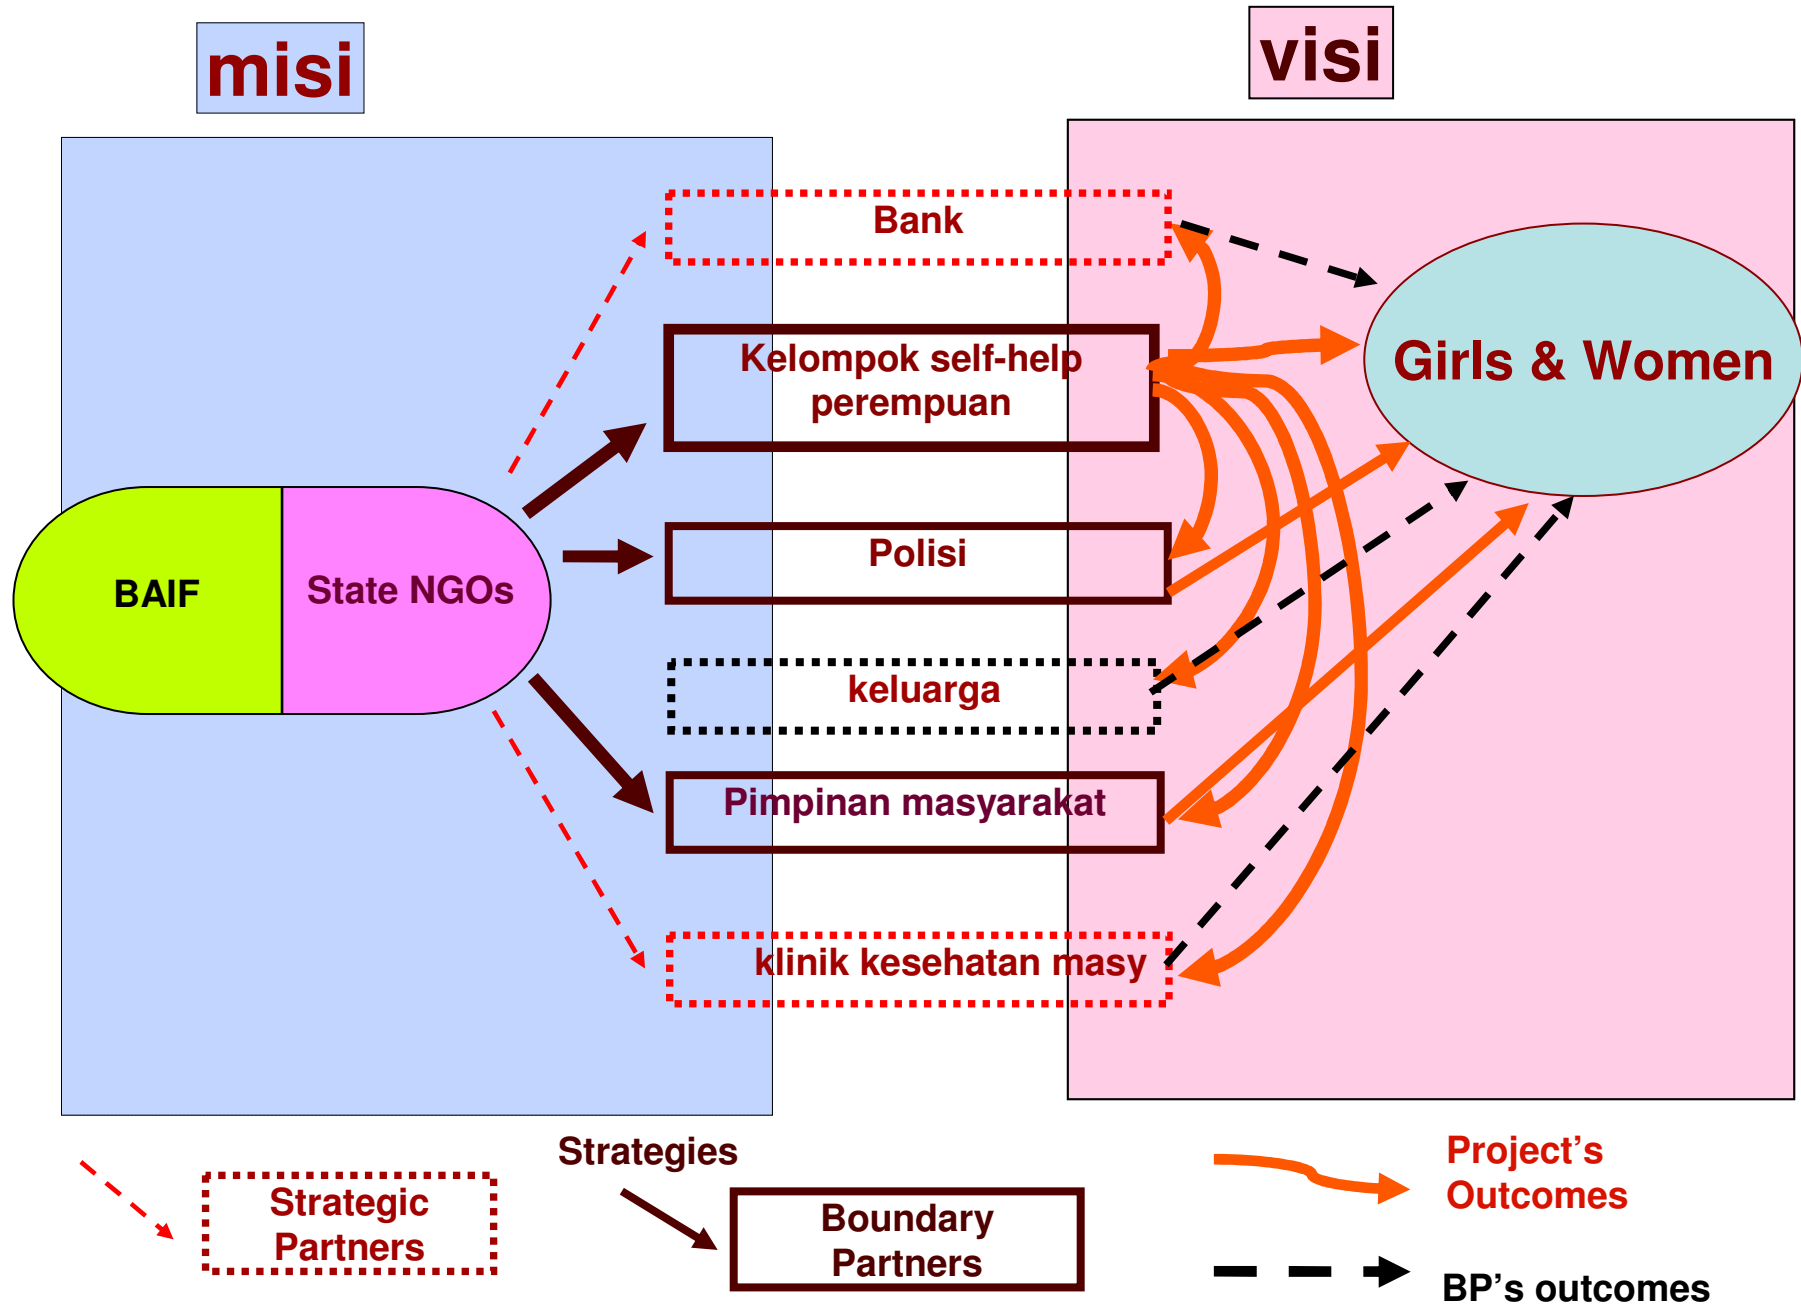 misi
visi
Bank
Kelompok self-help
perempuan
Girls & Women
Polisi
BAIF
State NGOs
keluarga
Pimpinan masyarakat
klinik kesehatan masy
Strategies
Strategic
Partners
Boundary
Partners
Project's
Outcomes
BP's outcomes